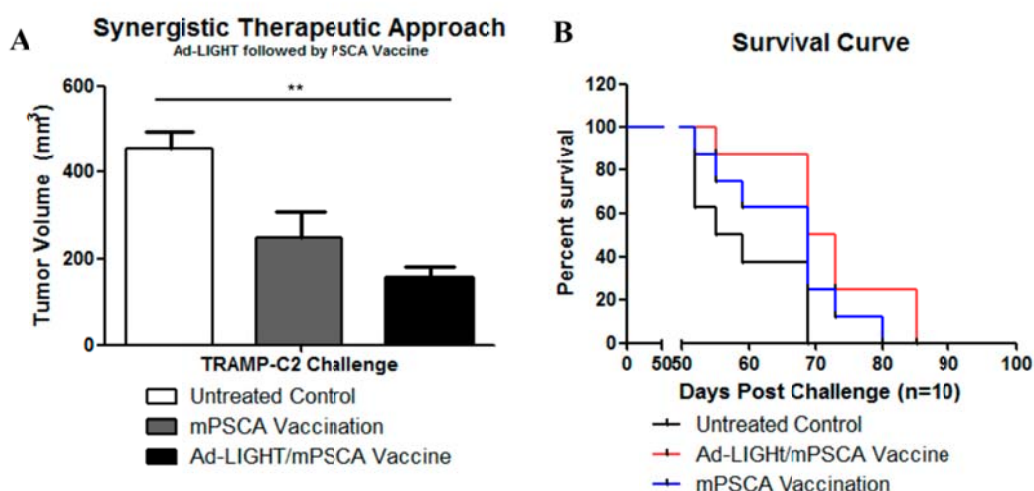 A
Synergistic Therapeutic Approach
Ad-LIGHT followed by PSCA Vaccine
**
600
400
200
0
Tumor Volume (mm³)
TRAMP-C2 Challenge
Untreated Control
mPSCA Vaccination
Ad-LIGHT/mPSCA Vaccine
B
Survival Curve
120
100
80
60
40
20
0
Percent survival
0 50 50 60 70 80 90 100
Days Post Challenge (n=10)
Untreated Control
Ad-LIGHt/mPSCA Vaccine
mPSCA Vaccination